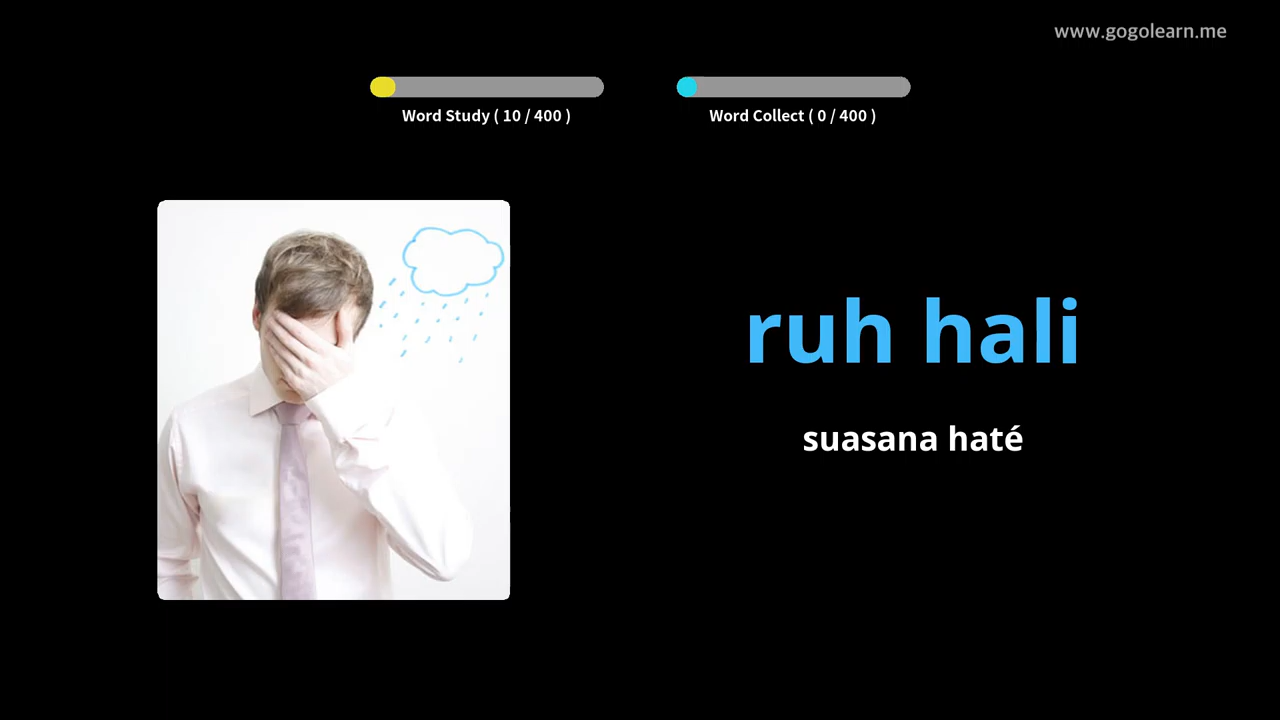 www.gogolearn.me
Word Study ( 10 / 400 )
Word Collect ( 0 / 400 )
ruh hali
suasana haté